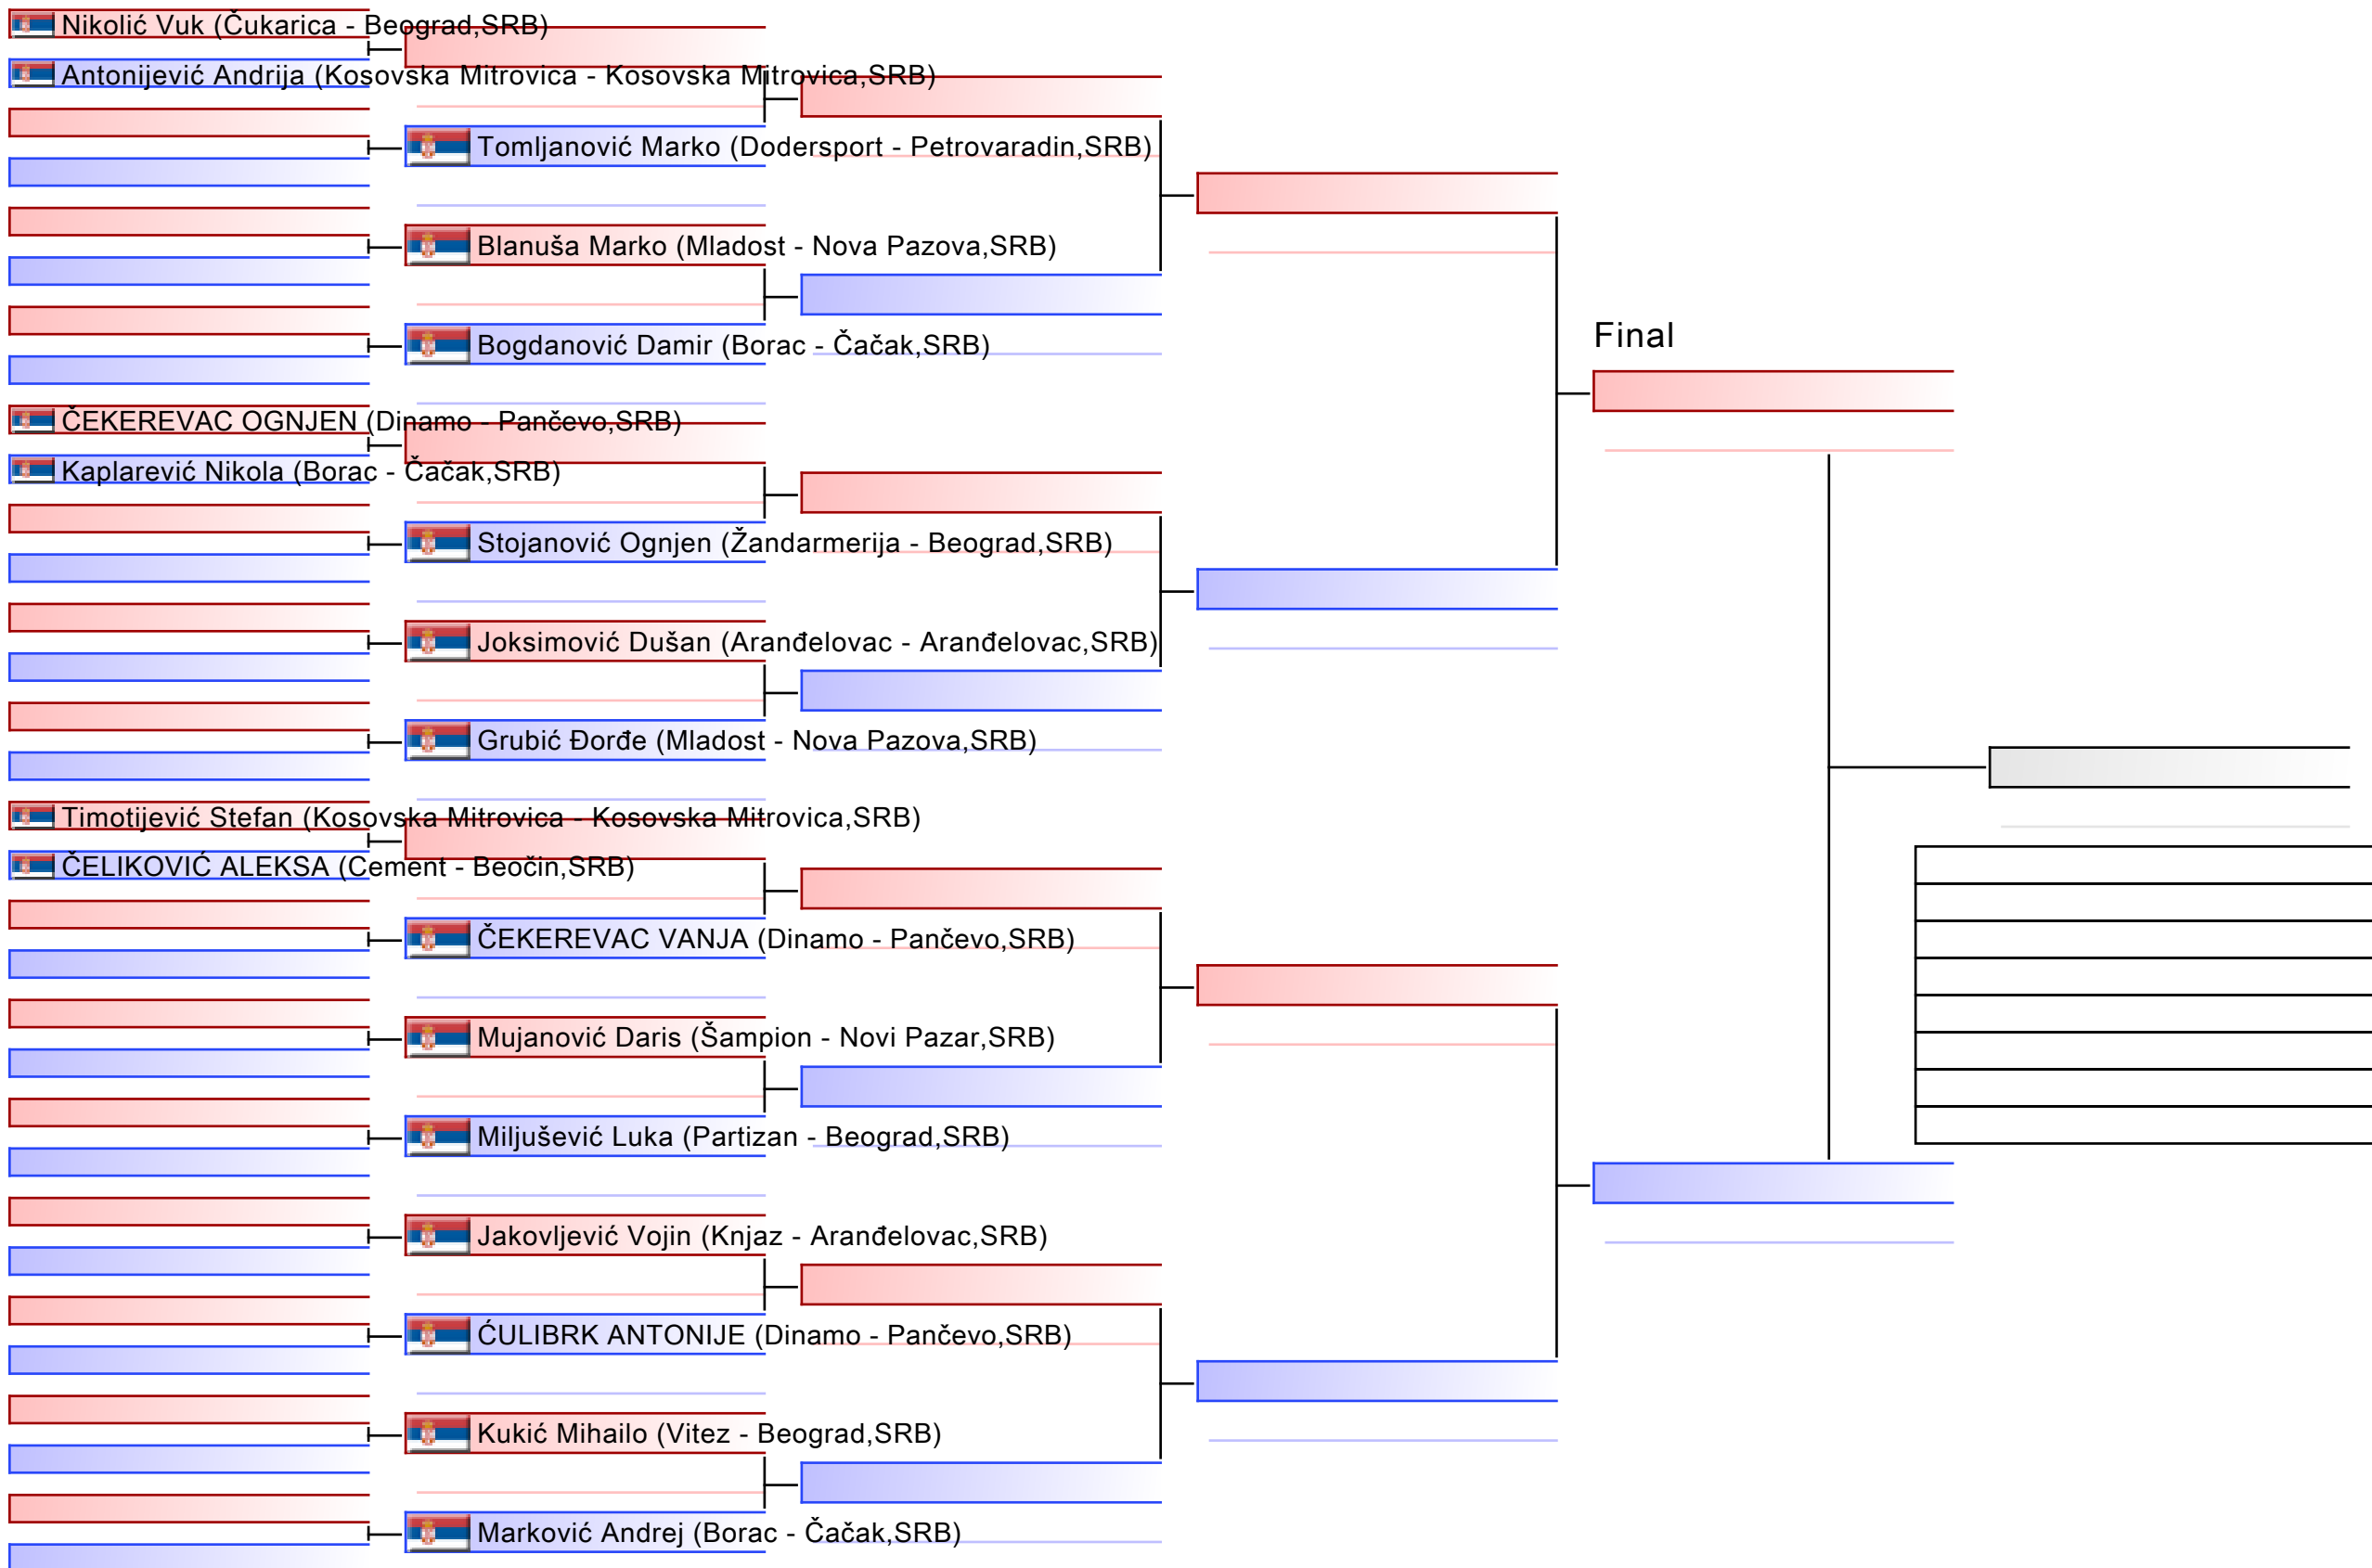 Nikolić Vuk (Čukarica - Beograd,SRB)
Antonijević Andrija (Kosovska Mitrovica - Kosovska Mitrovica,SRB)
Tomljanović Marko (Dodersport - Petrovaradin,SRB)
Blanuša Marko (Mladost - Nova Pazova,SRB)
Final
Bogdanović Damir (Borac - Čačak,SRB)
ČEKEREVAC OGNJEN (Dinamo - Pančevo,SRB)
Kaplarević Nikola (Borac - Čačak,SRB)
Stojanović Ognjen (Žandarmerija - Beograd,SRB)
Joksimović Dušan (Aranđelovac - Aranđelovac,SRB)
Grubić Đorđe (Mladost - Nova Pazova,SRB)
Timotijević Stefan (Kosovska Mitrovica - Kosovska Mitrovica,SRB)
ČELIKOVIĆ ALEKSA (Cement - Beočin,SRB)
ČEKEREVAC VANJA (Dinamo - Pančevo,SRB)
Mujanović Daris (Šampion - Novi Pazar,SRB)
Miljušević Luka (Partizan - Beograd,SRB)
Jakovljević Vojin (Knjaz - Aranđelovac,SRB)
ĆULIBRK ANTONIJE (Dinamo - Pančevo,SRB)
Kukić Mihailo (Vitez - Beograd,SRB)
Marković Andrej (Borac - Čačak,SRB)